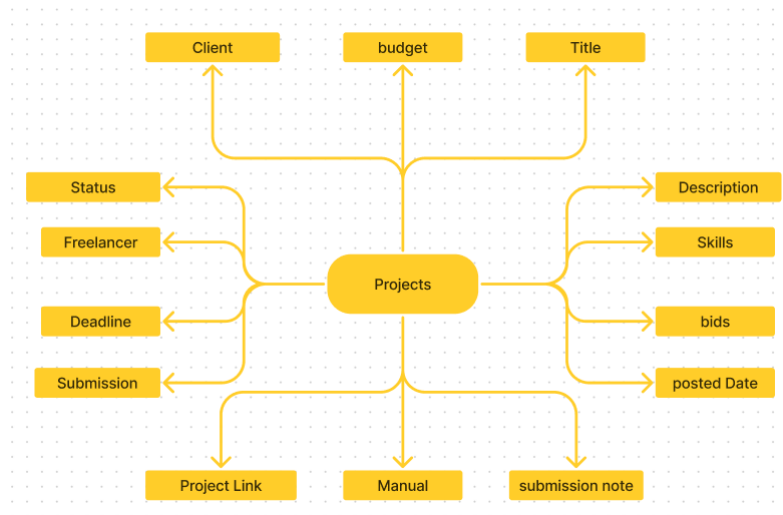 Client
budget
Title
Status
Description
Freelancer
Skills
Projects
Deadline
bids
Submission
posted Date
Project Link
Manual
submission note